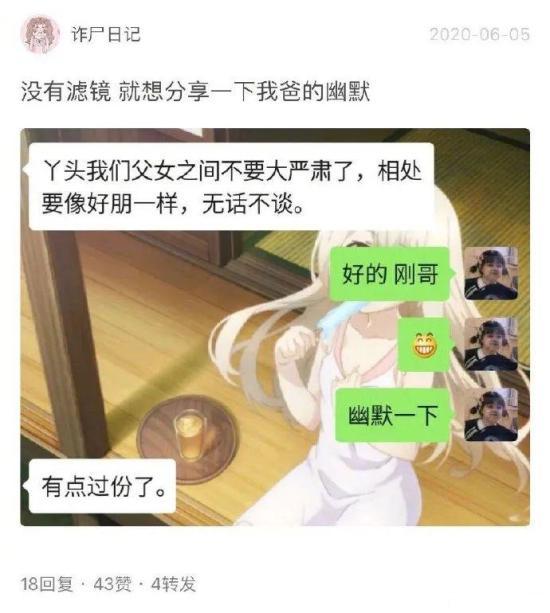 诈尸日记
2020-06-05
没有滤镜 就想分享一下我爸的幽默
丫头我们父女之间不要大严肃了，相处
要像好朋一样，无话不谈。
好的 刚哥
😁
幽默一下
有点过份了。
18回复 · 43赞 · 4转发